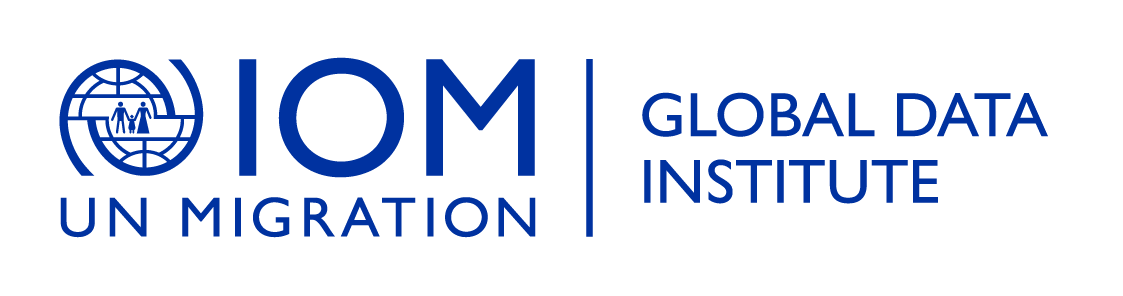 IOM
UN MIGRATION
GLOBAL DATA
INSTITUTE